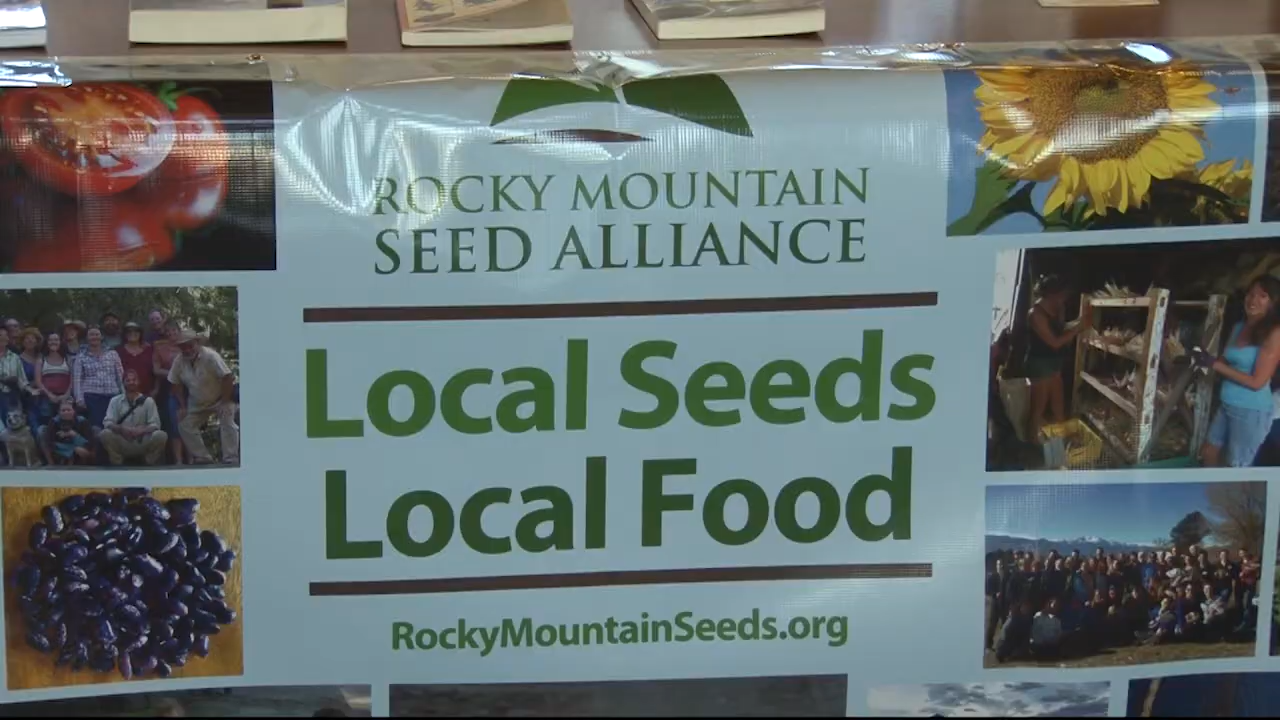 ROCKY MOUNTAIN
SEED ALLIANCE
Local Seeds
Local Food
RockyMountainSeeds.org